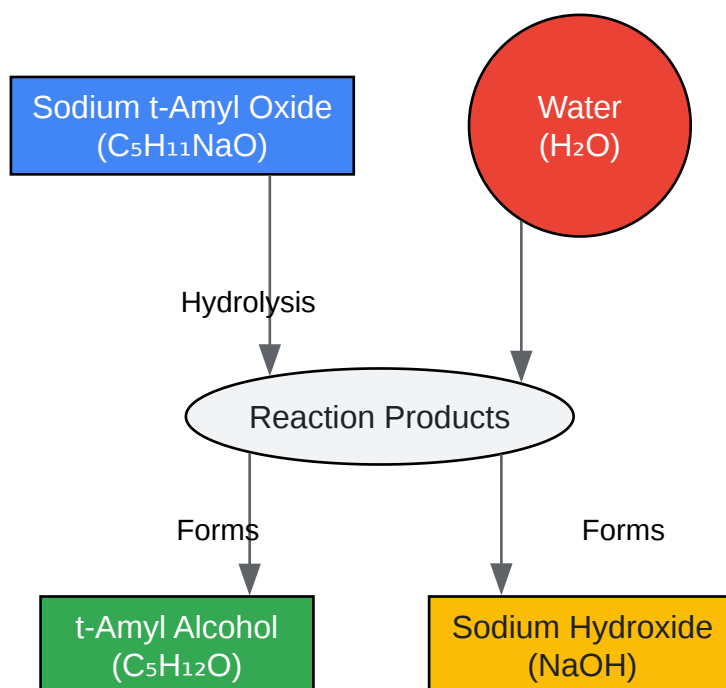 Sodium t-Amyl Oxide
(C₅H₁₁NaO)
Water
(H₂O)
Hydrolysis
Reaction Products
Forms
Forms
t-Amyl Alcohol
(C₅H₁₂O)
Sodium Hydroxide
(NaOH)